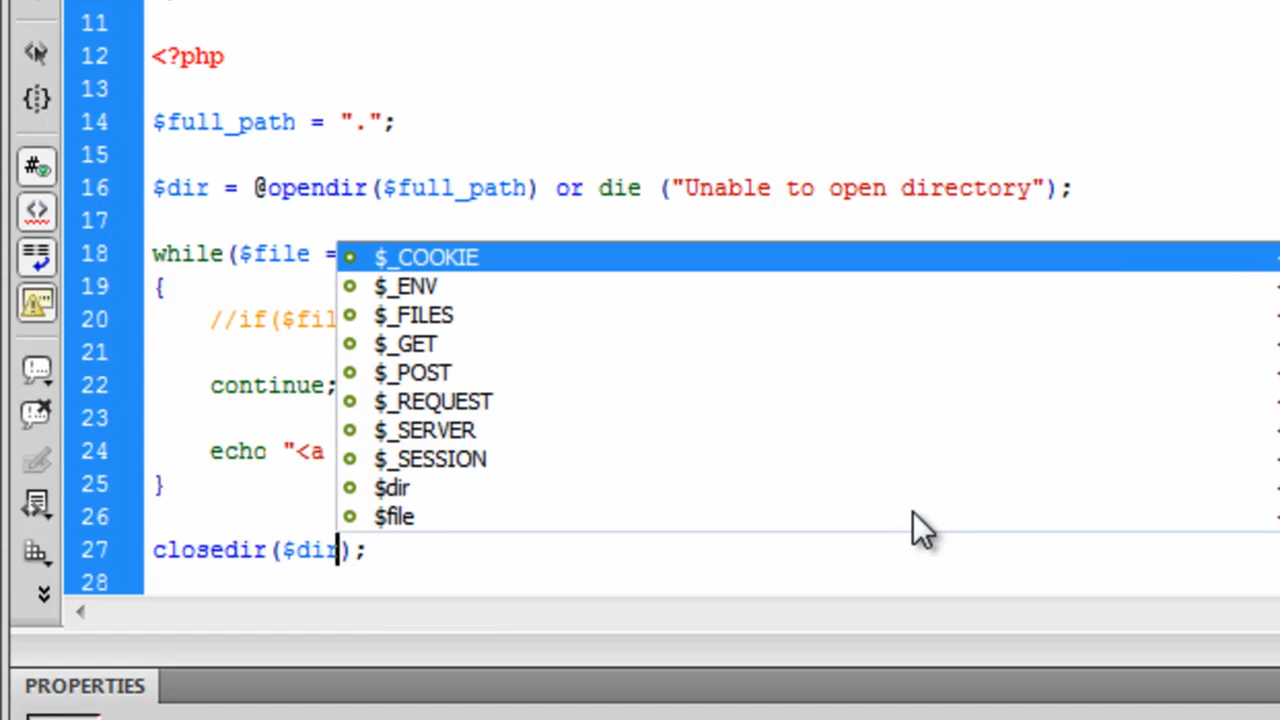 11
12 <?php
13
14 $full_path = ".";
15
16 $dir = @opendir($full_path) or die ("Unable to open directory");
17
18 while($file =
$_COOKIE
19 {
$_ENV
20 //if($fil
$_FILES
21
$_GET
22 continue;
$_POST
23
$_REQUEST
$_SERVER
24 echo "<a
$_SESSION
25 }
$dir
26
$file
27 closedir($dir);
28
PROPERTIES